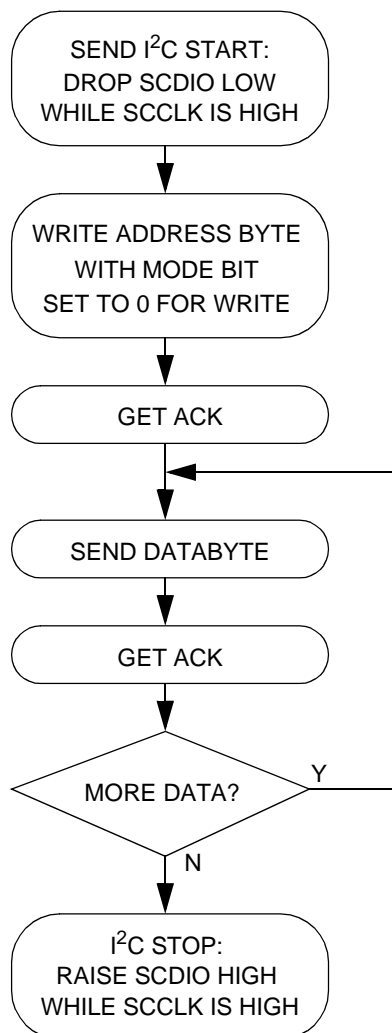 SEND I²C START:
DROP SCDIO LOW
WHILE SCCLK IS HIGH
WRITE ADDRESS BYTE
WITH MODE BIT
SET TO 0 FOR WRITE
GET ACK
SEND DATABYTE
GET ACK
MORE DATA?
Y
N
I²C STOP:
RAISE SCDIO HIGH
WHILE SCCLK IS HIGH